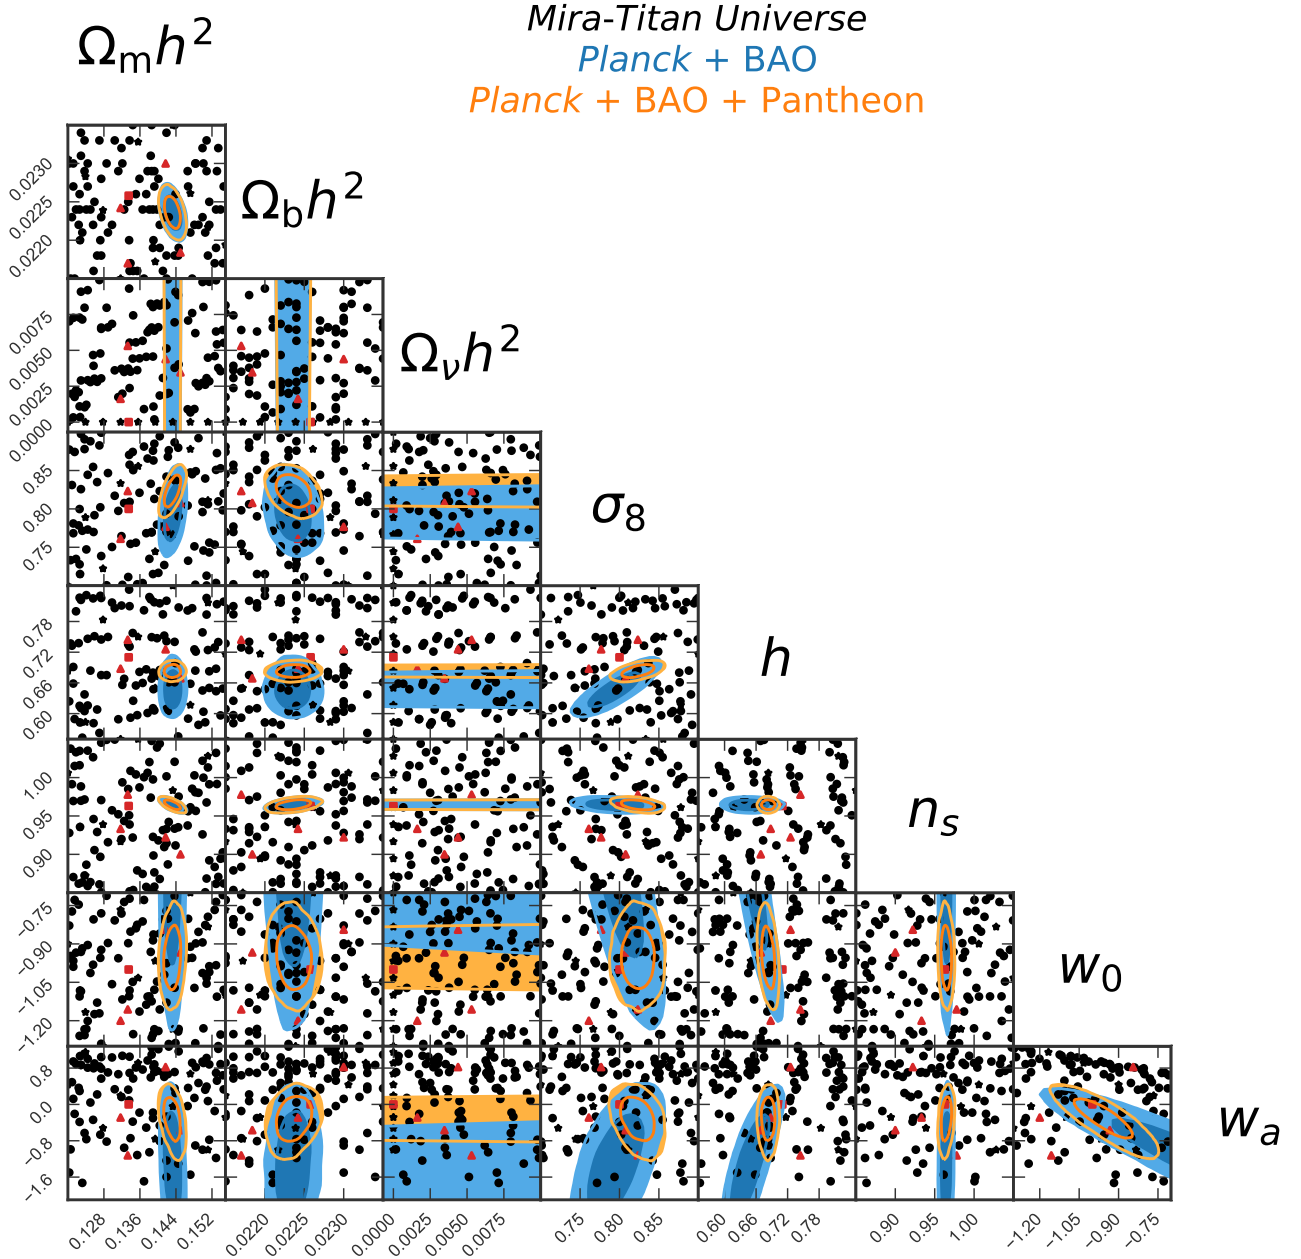 Mira-Titan Universe
Ωmh²
Planck + BAO
Planck + BAO + Pantheon
0.0230
0.0225
0.0220
Ωbh²
0.0075
0.0050
0.0025
0.0000
Ωνh²
0.85
0.80
0.75
σ8
0.78
0.72
0.66
0.60
h
1.00
0.95
0.90
ns
−0.75
−0.90
−1.05
−1.20
w0
0.8
0.0
−0.8
−1.6
wa
0.128 0.136 0.144 0.152 0.0220 0.0225 0.0230 0.0000 0.0025 0.0050 0.0075 0.75 0.80 0.85 0.60 0.66 0.72 0.78 0.90 0.95 1.00 −1.20 −1.05 −0.90 −0.75